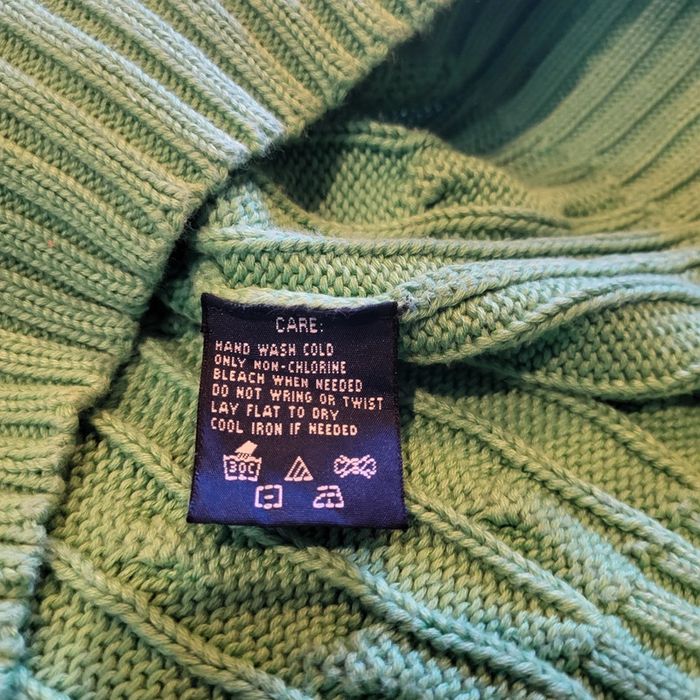 CARE:
HAND WASH COLD
ONLY NON-CHLORINE
BLEACH WHEN NEEDED
DO NOT WRING OR TWIST
LAY FLAT TO DRY
COOL IRON IF NEEDED
30C